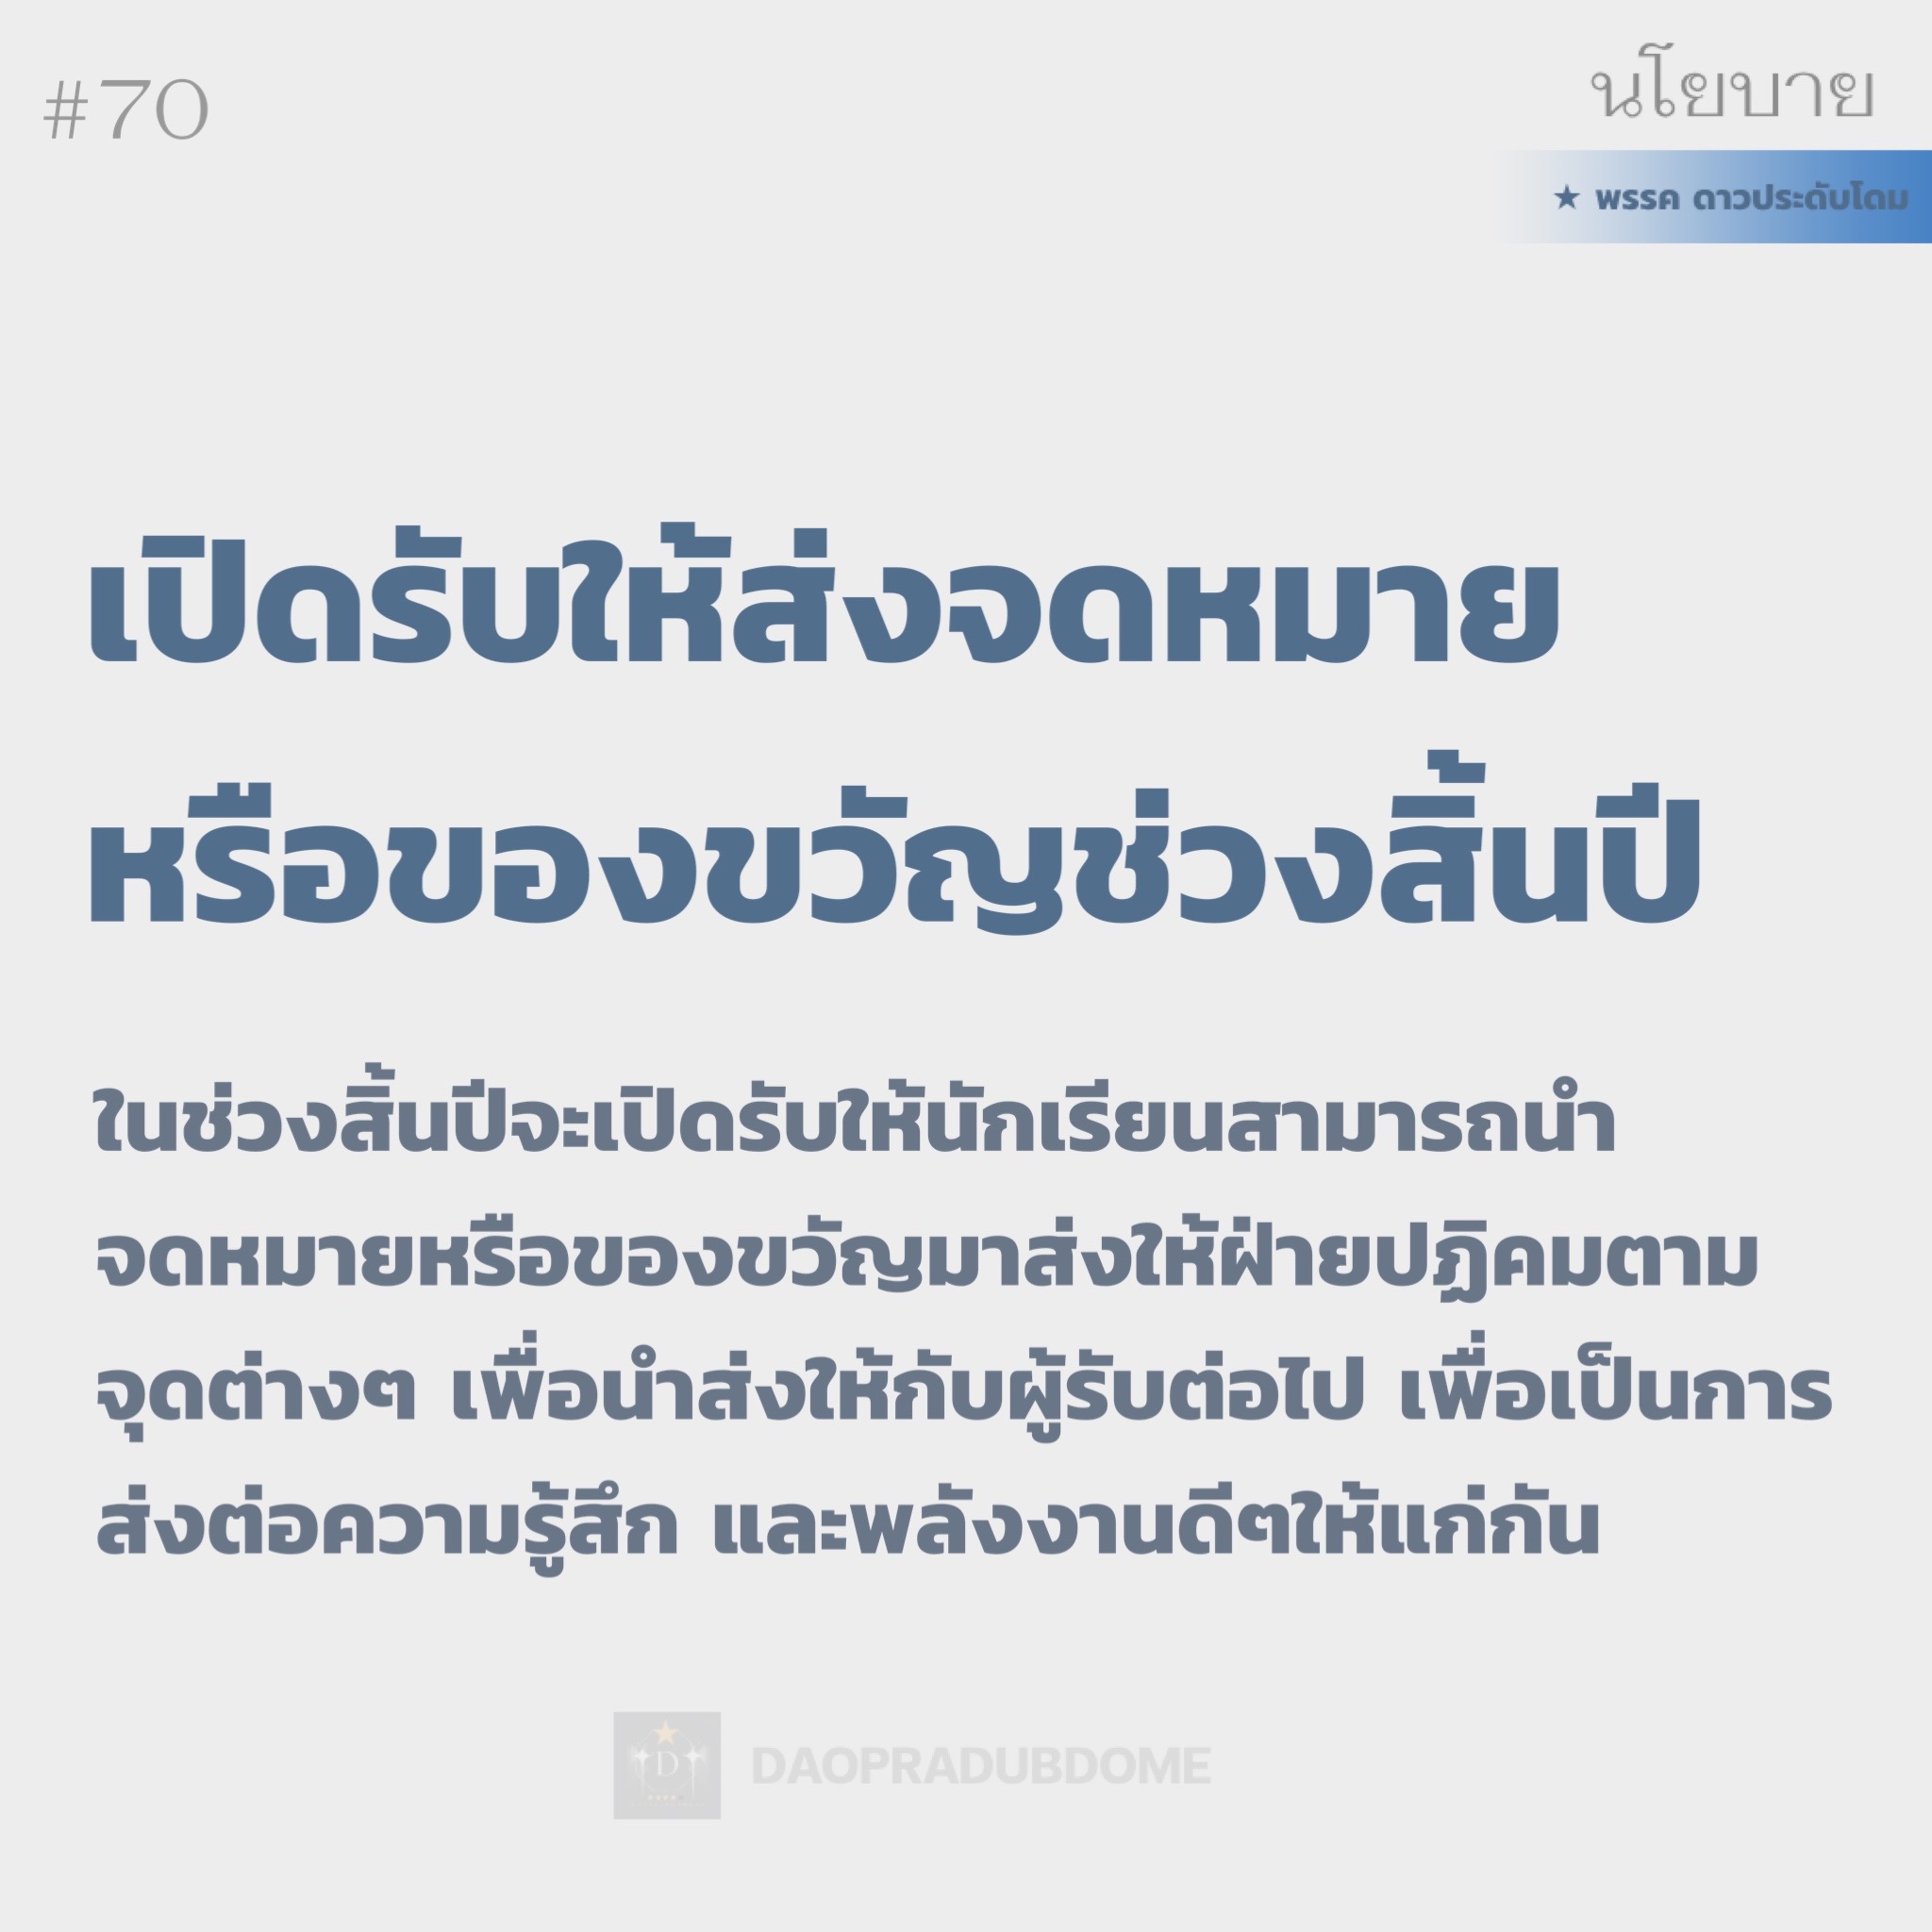 #70
นโยบาย
★ พรรค ดาวประดับโดม
เปิดรับให้ส่งจดหมาย
หรือของขวัญช่วงสิ้นปี
ในช่วงสิ้นปีจะเปิดรับให้นักเรียนสามารถนำ
จดหมายหรือของขวัญมาส่งให้ฝ่ายปฏิคมตาม
จุดต่างๆ เพื่อนำส่งให้กับผู้รับต่อไป เพื่อเป็นการ
ส่งต่อความรู้สึก และพลังงานดีๆให้แก่กัน
D
DAOPRADUBDOME